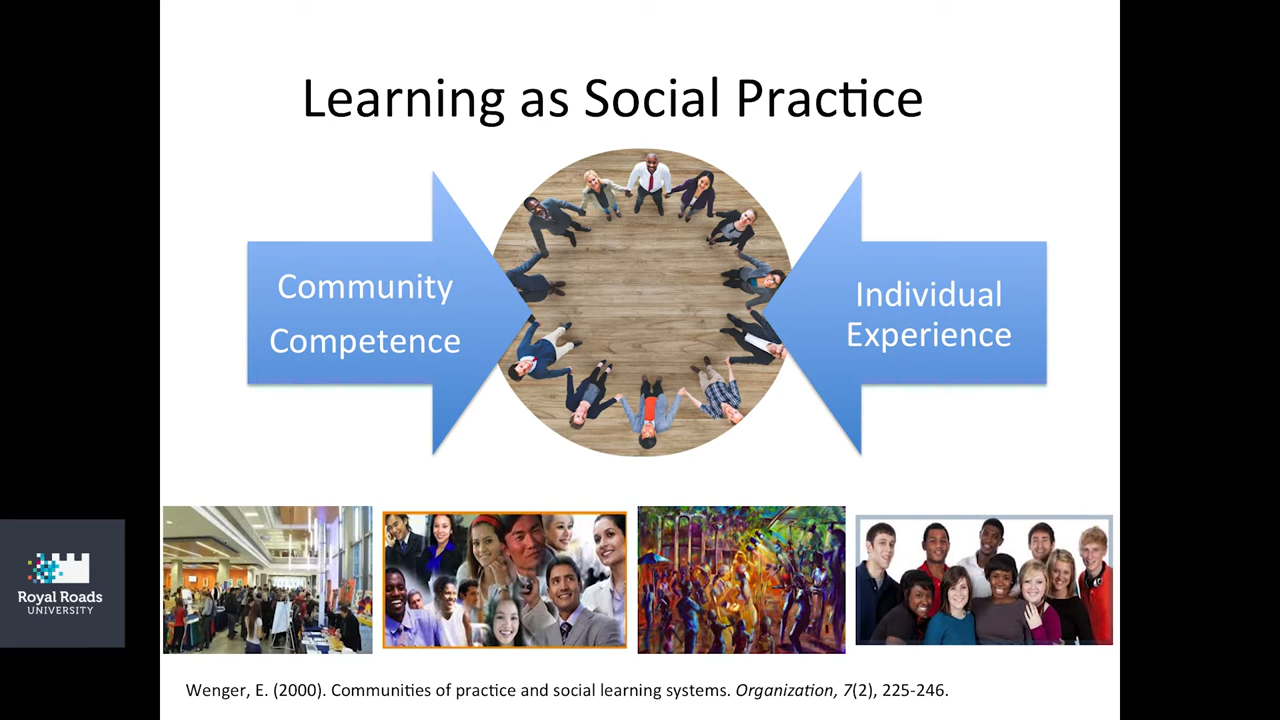 Learning as Social Practice
Community
Competence
Individual
Experience
Royal Roads
UNIVERSITY
Wenger, E. (2000). Communities of practice and social learning systems. Organization, 7(2), 225-246.